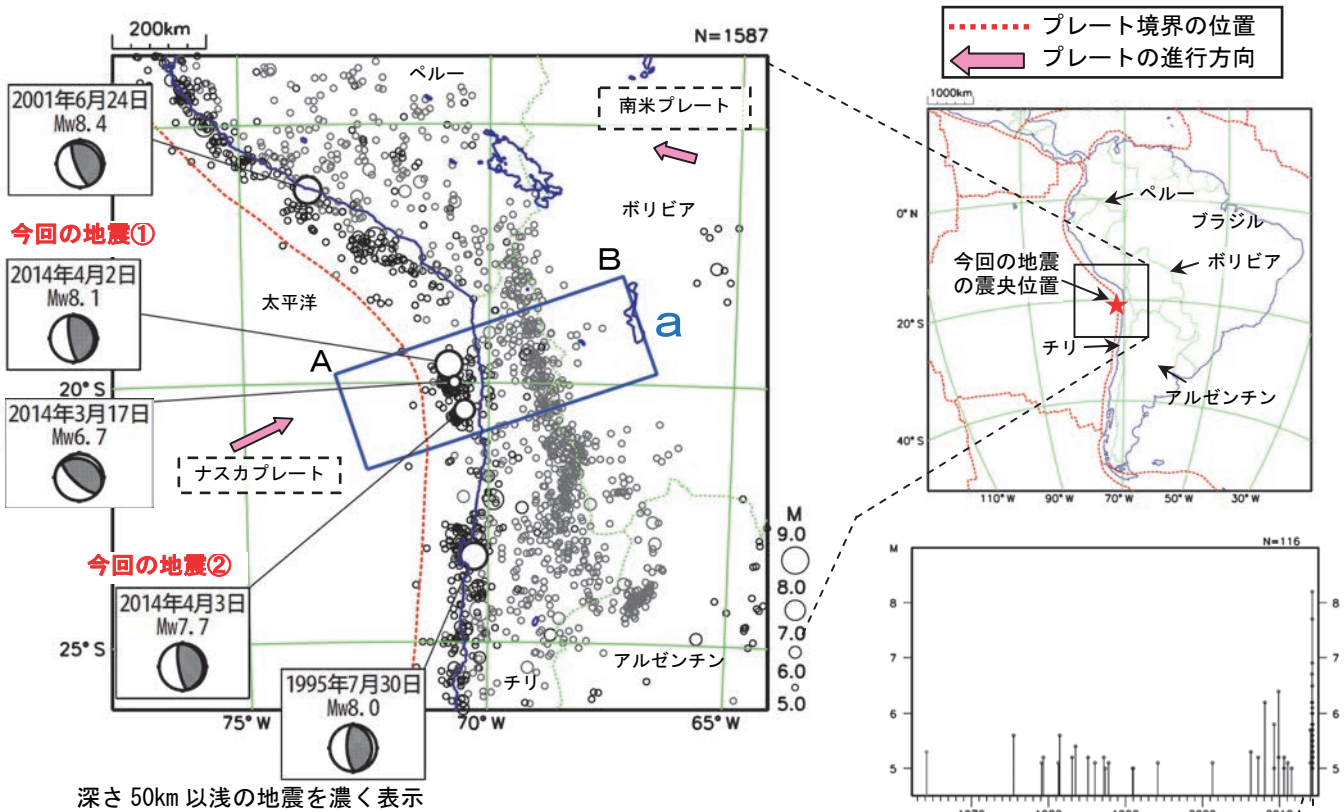 200km
N=1587
ペルー
南米プレート
ボリビア
太平洋
A
B
a
20°S
ナスカプレート
25°S
アルゼンチン
チリ
75°W
70°W
65°W
M
9.0
8.0
7.0
6.0
5.0
2001年6月24日
Mw8.4
今回の地震①
2014年4月2日
Mw8.1
2014年3月17日
Mw6.7
今回の地震②
2014年4月3日
Mw7.7
1995年7月30日
Mw8.0
深さ50km以浅の地震を濃く表示
プレート境界の位置
プレートの進行方向
1000km
ペルー
ブラジル
0°N
今回の地震
の震央位置
ボリビア
20°S
チリ
アルゼンチン
40°S
110°W
90°W
70°W
50°W
30°W
N=116
M
8
8
7
7
6
6
5
5